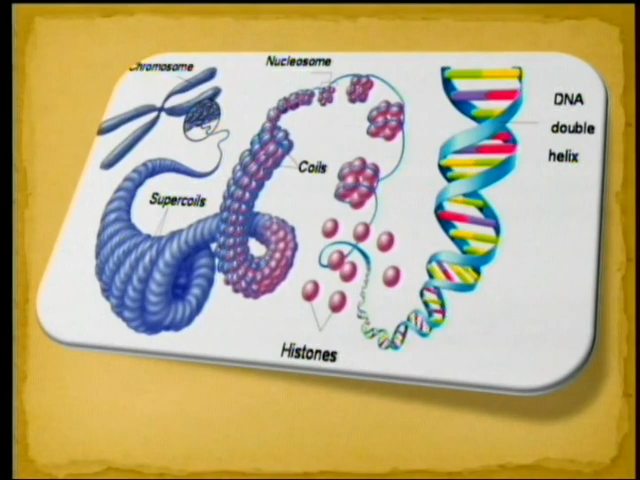 Chromosome
Nucleosome
DNA
double
helix
Coils
Supercoils
Histones